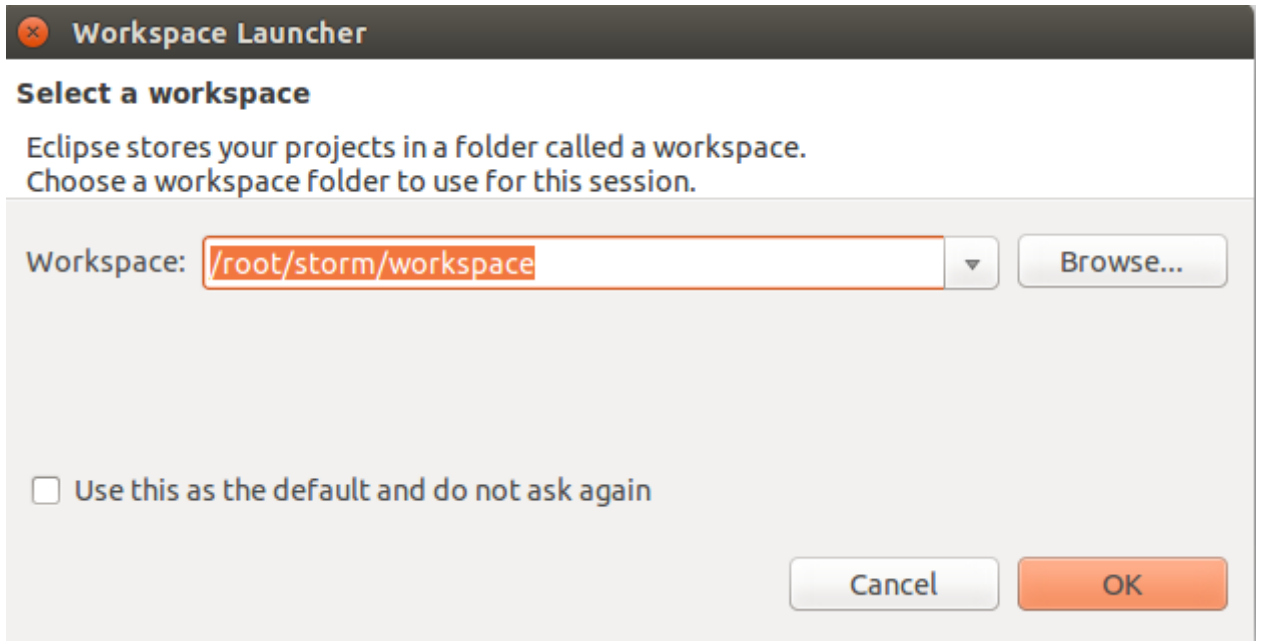 Workspace Launcher
Select a workspace
Eclipse stores your projects in a folder called a workspace.
Choose a workspace folder to use for this session.
Workspace: /root/storm/workspace Browse...
Use this as the default and do not ask again
Cancel OK